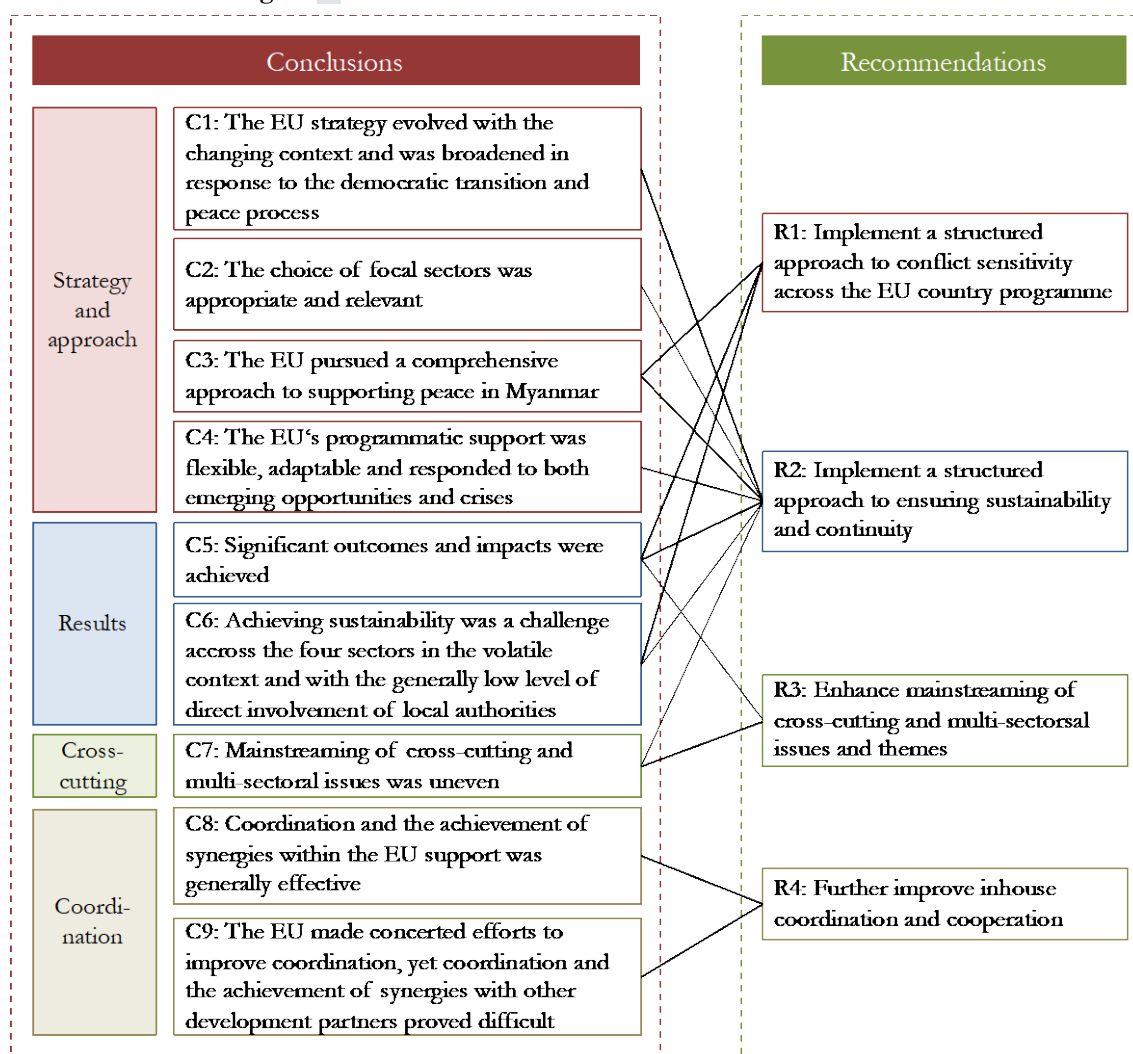 Conclusions
Recommendations
Strategy
and
approach
C1: The EU strategy evolved with the
changing context and was broadened in
response to the democratic transition and
peace process
C2: The choice of focal sectors was
appropriate and relevant
C3: The EU pursued a comprehensive
approach to supporting peace in Myanmar
C4: The EU‘s programmatic support was
flexible, adaptable and responded to both
emerging opportunities and crises
Results
C5: Significant outcomes and impacts were
achieved
C6: Achieving sustainability was a challenge
accross the four sectors in the volatile
context and with the generally low level of
direct involvement of local authorities
Cross-
cutting
C7: Mainstreaming of cross-cutting and
multi-sectoral issues was uneven
Coordi-
nation
C8: Coordination and the achievement of
synergies within the EU support was
generally effective
C9: The EU made concerted efforts to
improve coordination, yet coordination and
the achievement of synergies with other
development partners proved difficult
R1: Implement a structured
approach to conflict sensitivity
across the EU country programme
R2: Implement a structured
approach to ensuring sustainability
and continuity
R3: Enhance mainstreaming of
cross-cutting and multi-sectorsal
issues and themes
R4: Further improve inhouse
coordination and cooperation